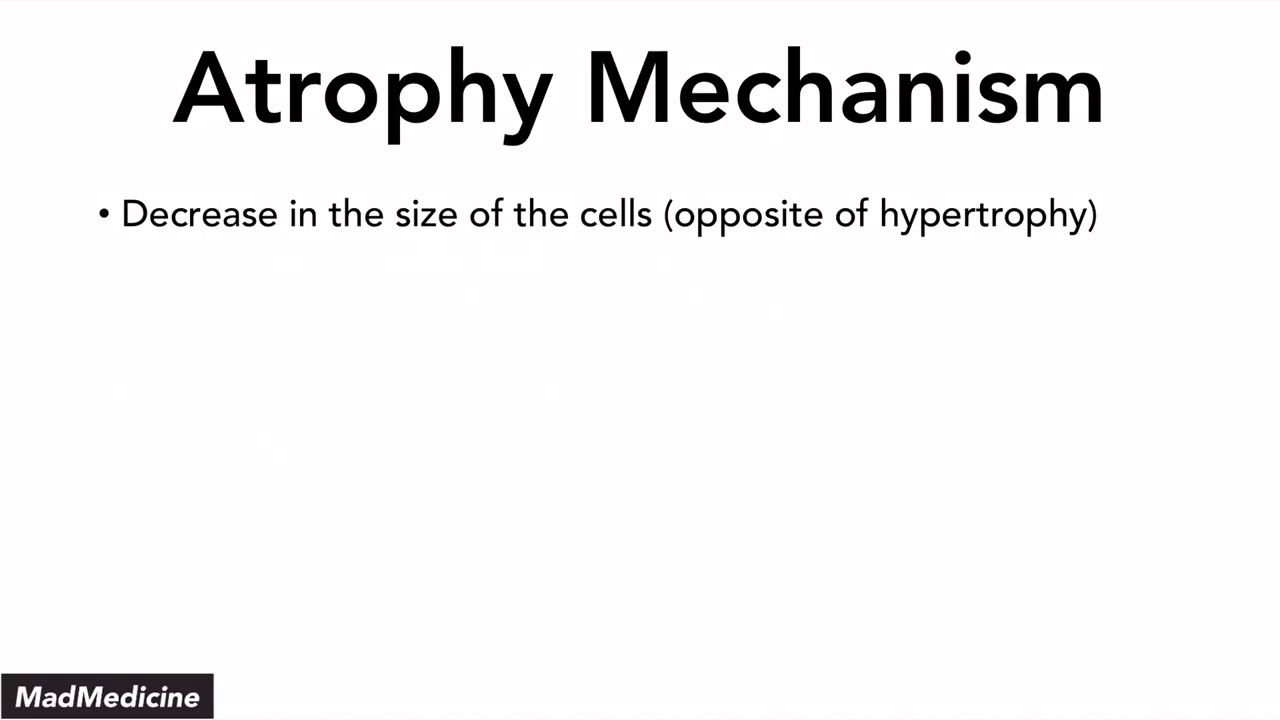 Atrophy Mechanism
• Decrease in the size of the cells (opposite of hypertrophy)
MadMedicine